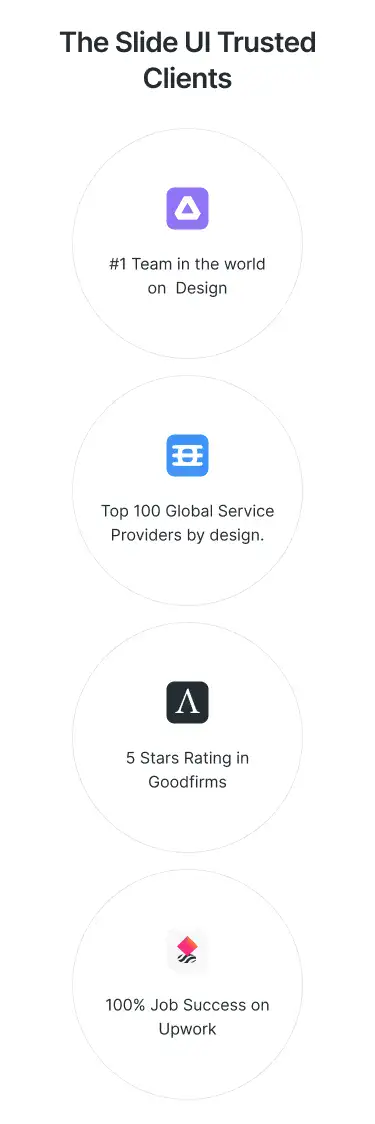 The Slide UI Trusted
Clients
#1 Team in the world
on  Design
Top 100 Global Service
Providers by design.
5 Stars Rating in
Goodfirms
100% Job Success on
Upwork